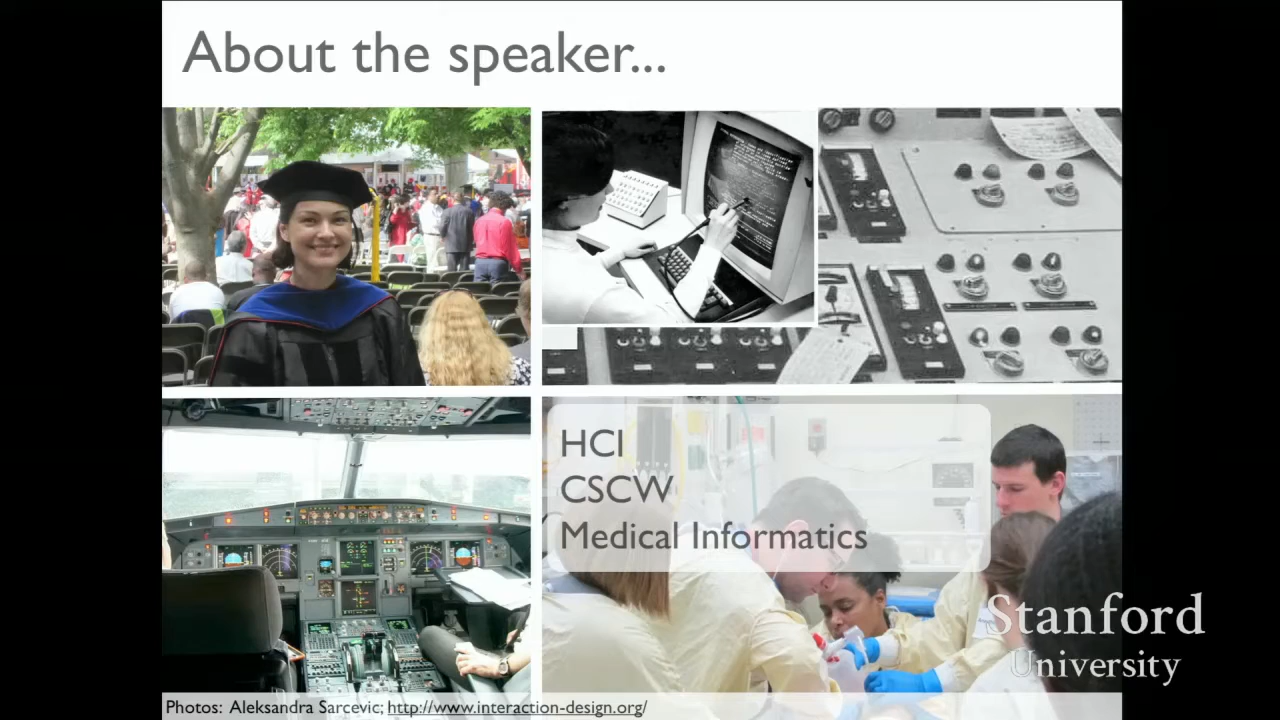 About the speaker...
HCI
CSCW
Medical Informatics
Stanford
University
Photos: Aleksandra Sarcevic; http://www.interaction-design.org/